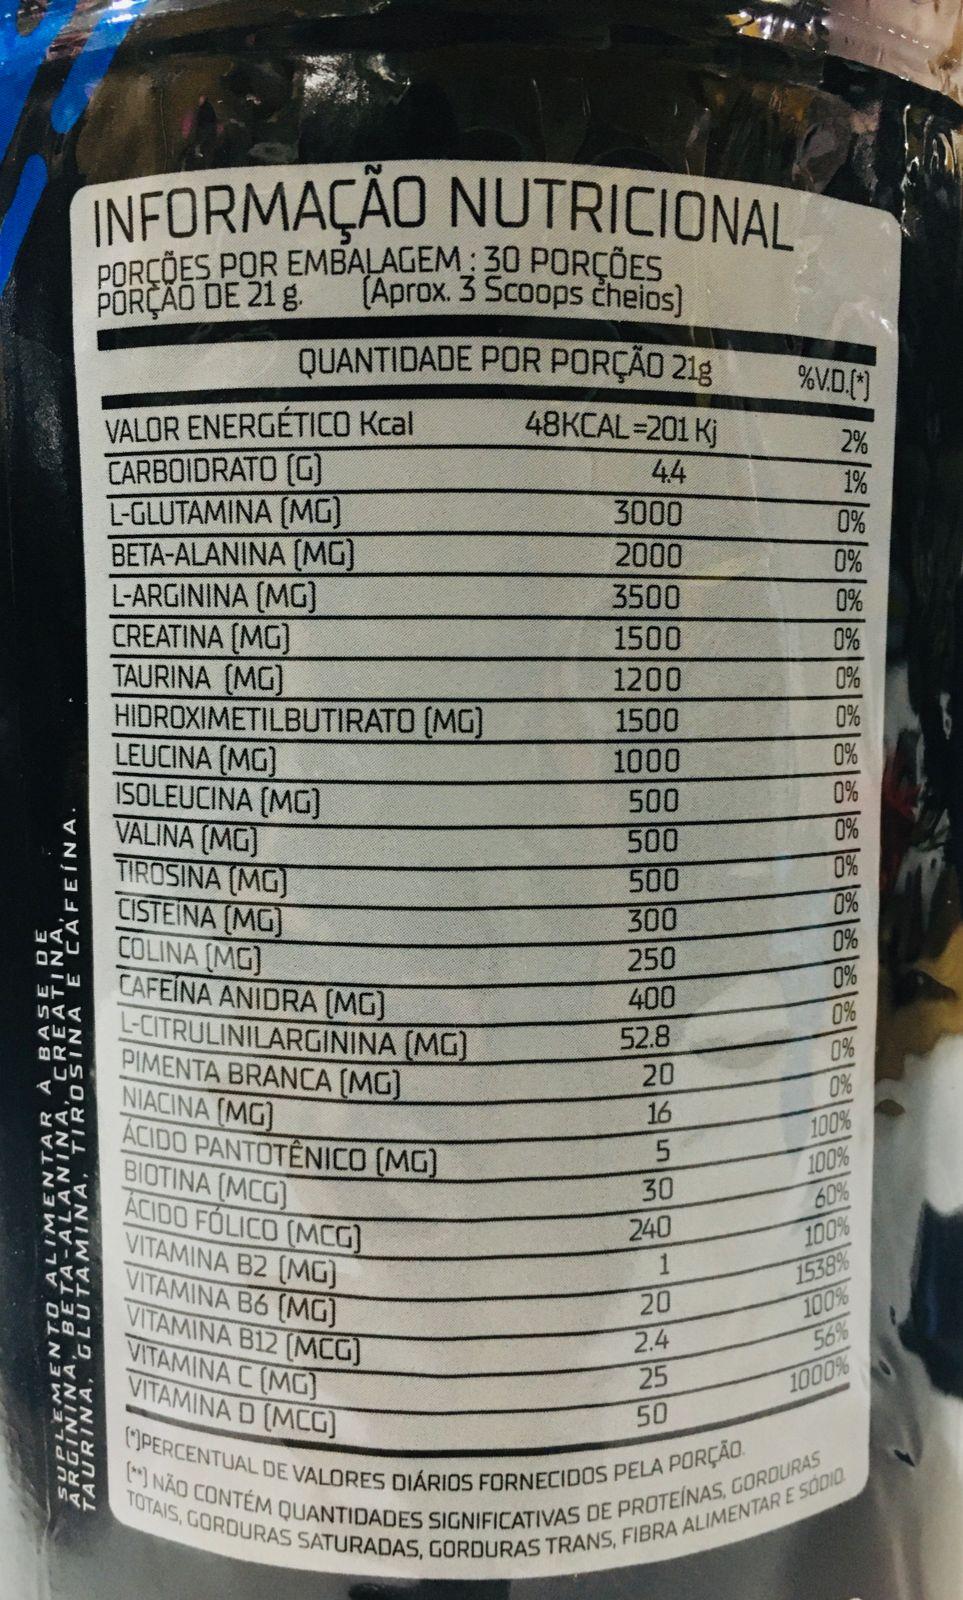 INFORMAÇÃO NUTRICIONAL
PORÇÕES POR EMBALAGEM : 30 PORÇÕES
PORÇÃO DE 21 g. (Aprox. 3 Scoops cheios)
QUANTIDADE POR PORÇÃO 21g %V.D.(*)
VALOR ENERGÉTICO Kcal 48KCAL=201 Kj 2%
CARBOIDRATO (G) 4.4 1%
L-GLUTAMINA (MG) 3000 0%
BETA-ALANINA (MG) 2000 0%
L-ARGININA (MG) 3500 0%
CREATINA (MG) 1500 0%
TAURINA (MG) 1200 0%
HIDROXIMETILBUTIRATO (MG) 1500 0%
LEUCINA (MG) 1000 0%
ISOLEUCINA (MG) 500 0%
VALINA (MG) 500 0%
TIROSINA (MG) 500 0%
CISTEÍNA (MG) 300 0%
COLINA (MG) 250 0%
CAFEÍNA ANIDRA (MG) 400 0%
L-CITRULINILARGININA (MG) 52.8 0%
PIMENTA BRANCA (MG) 20 0%
NIACINA (MG) 16 0%
ÁCIDO PANTOTÊNICO (MG) 5 100%
BIOTINA (MCG) 30 100%
ÁCIDO FÓLICO (MCG) 240 60%
VITAMINA B2 (MG) 1 100%
VITAMINA B6 (MG) 20 1538%
VITAMINA B12 (MCG) 2.4 100%
VITAMINA C (MG) 25 56%
VITAMINA D (MCG) 50 1000%
(*)PERCENTUAL DE VALORES DIÁRIOS FORNECIDOS PELA PORÇÃO.
(**) NÃO CONTÉM QUANTIDADES SIGNIFICATIVAS DE PROTEÍNAS, GORDURAS
TOTAIS, GORDURAS SATURADAS, GORDURAS TRANS, FIBRA ALIMENTAR E SÓDIO.
SUPLEMENTO ALIMENTAR À BASE DE
ARGININA, BETA-ALANINA, CREATINA,
TAURINA, GLUTAMINA, TIROSINA E CAFEÍNA.